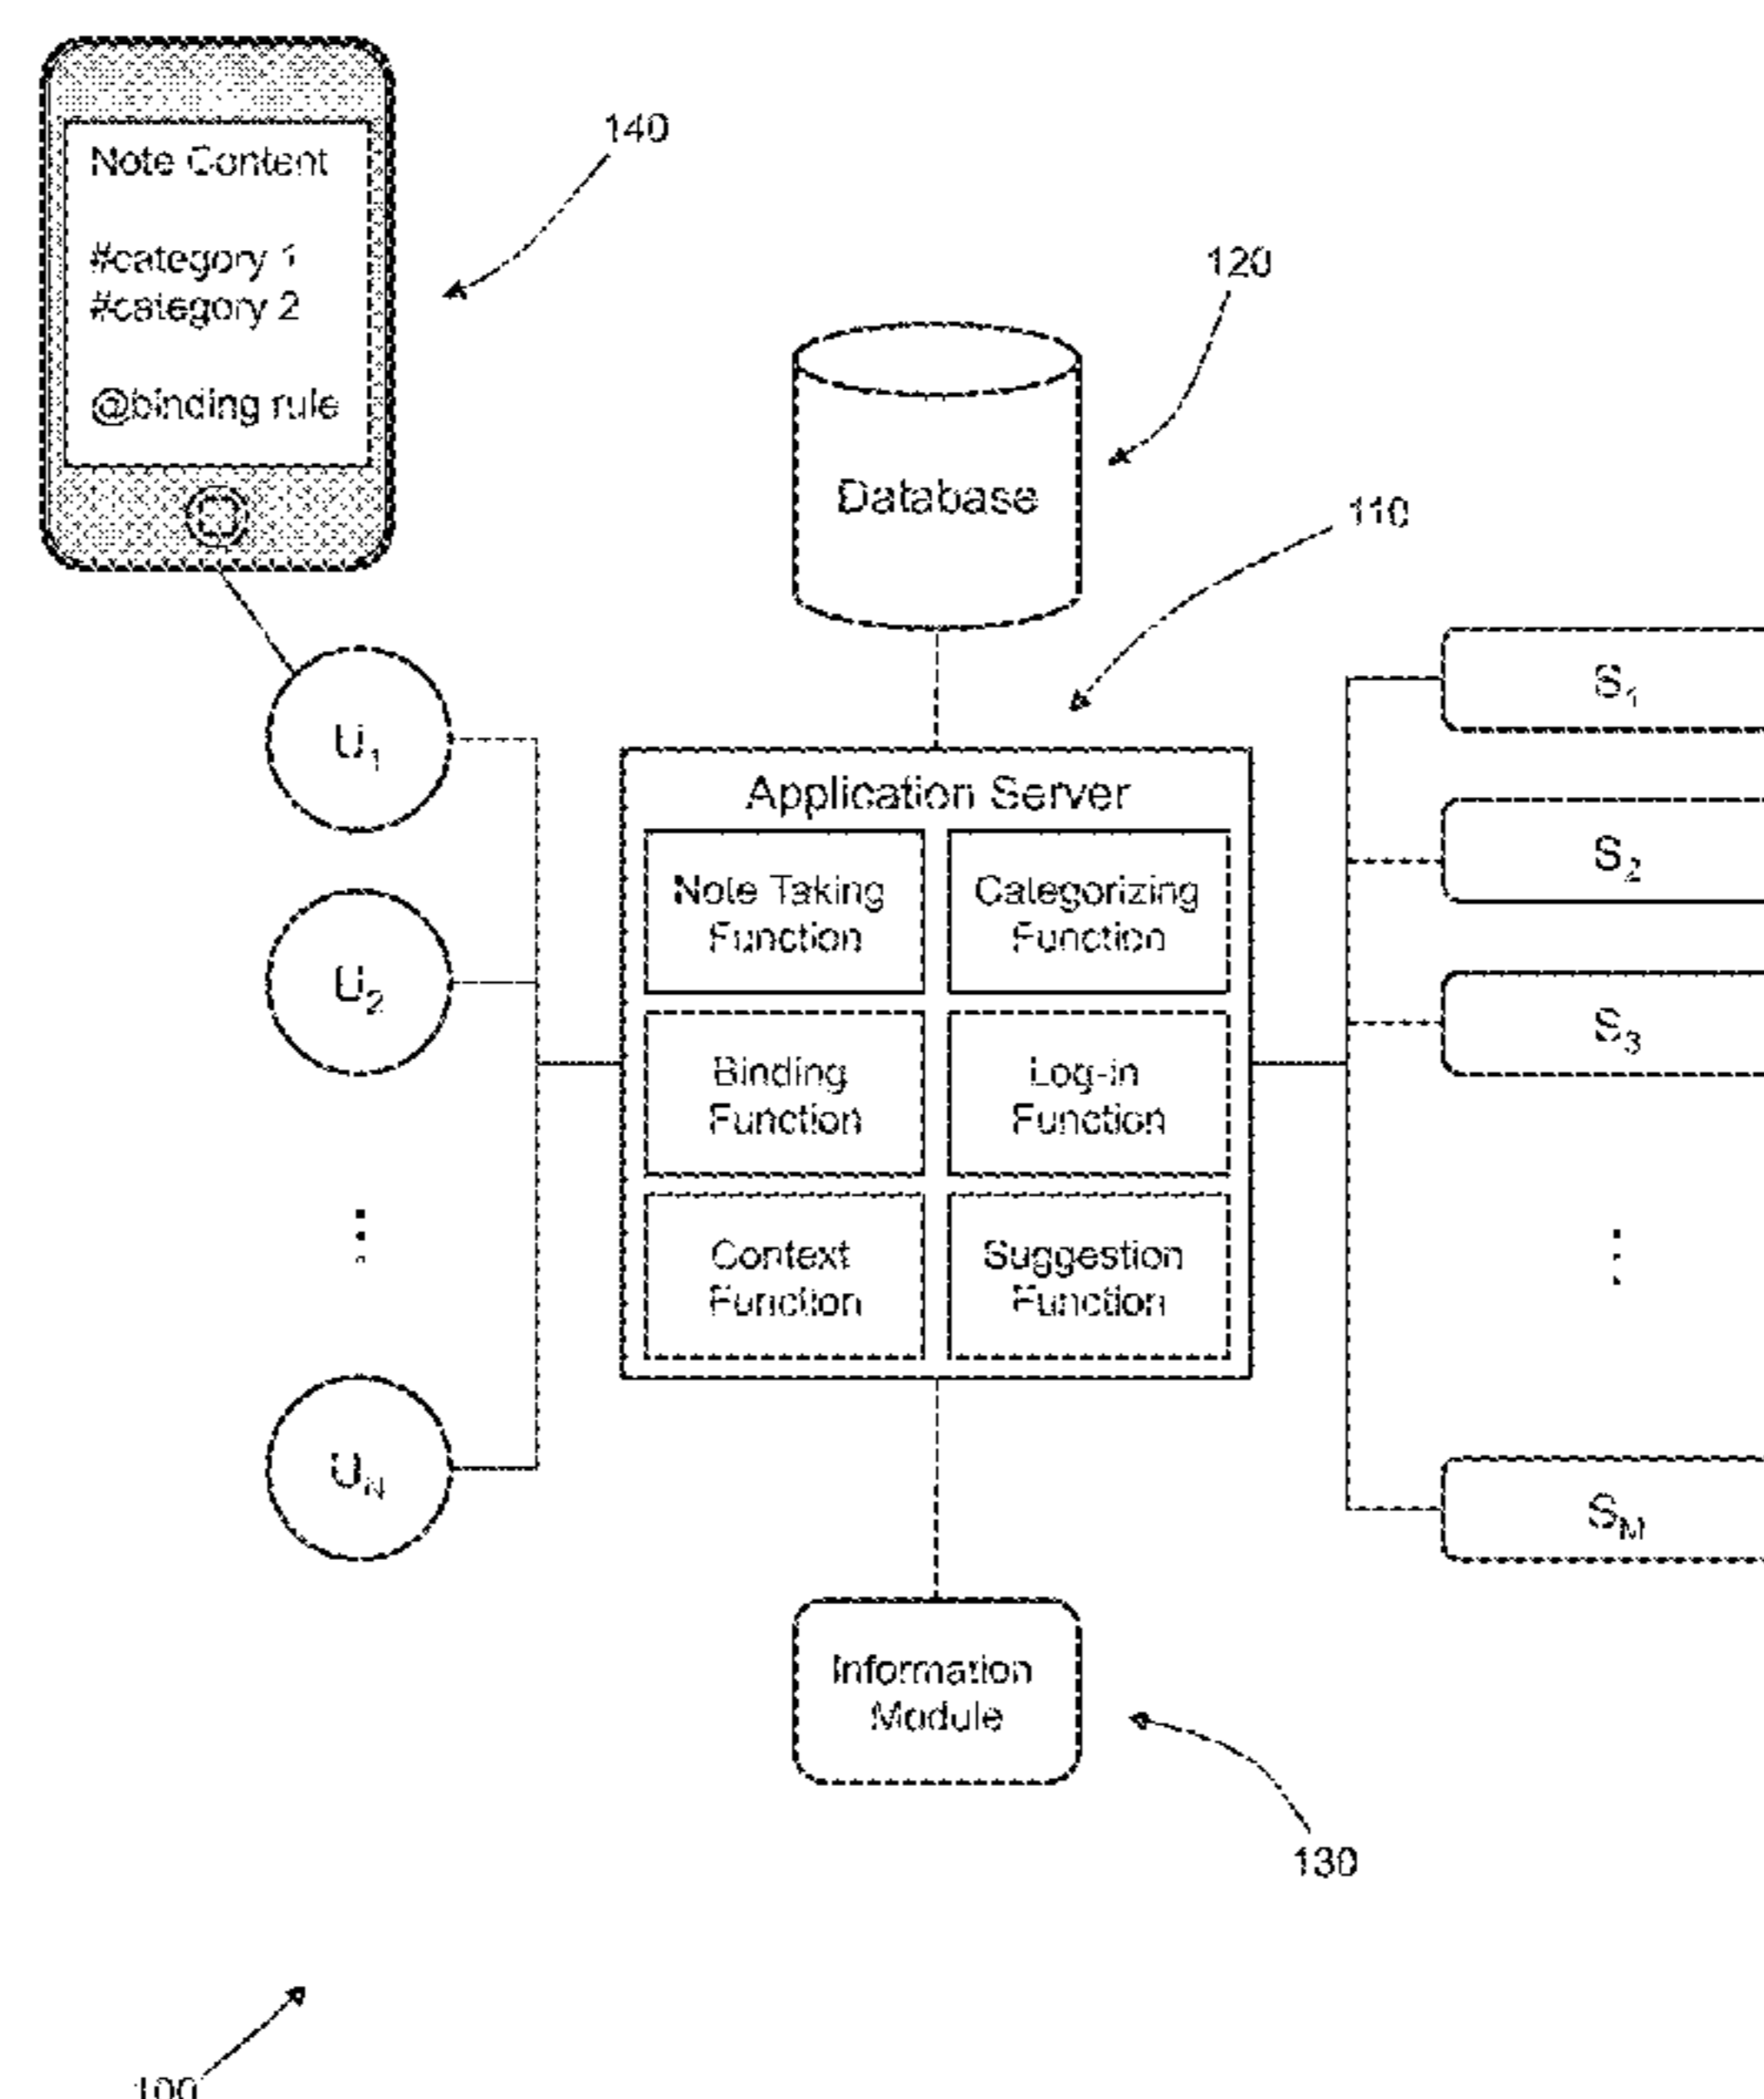 140
Note Content
#category 1
#category 2
@binding rule
120
Database
110
U1
U2
UN
Application Server
Note Taking
Function
Categorizing
Function
Binding
Function
Log-in
Function
Context
Function
Suggestion
Function
S1
S2
S3
SM
Information
Module
130
100